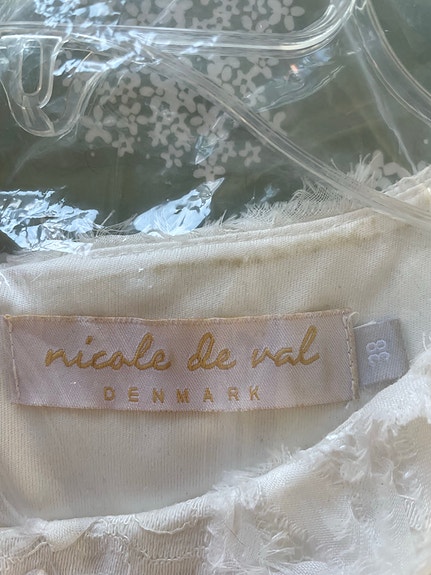 nicole de val
DENMARK
38